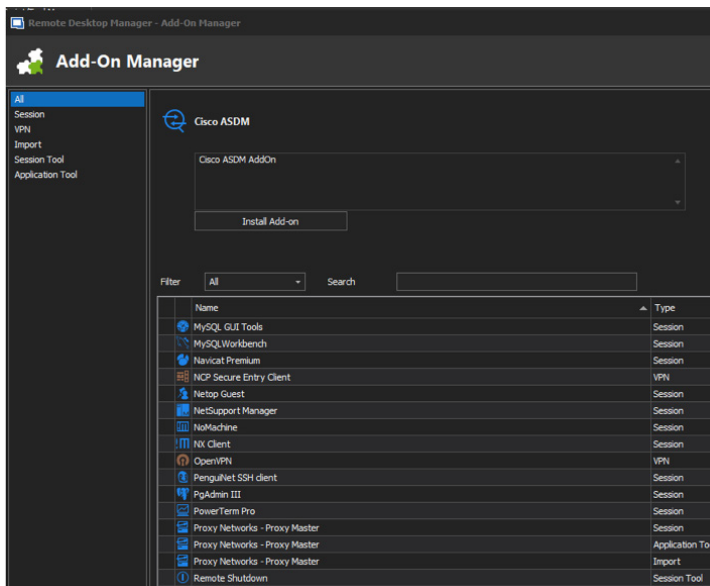 Remote Desktop Manager - Add-On Manager
Add-On Manager
All
Session
VPN
Import
Session Tool
Application Tool
Cisco ASDM
Cisco ASDM AddOn
Install Add-on
Filter All Search
Name Type
MySQL GUI Tools Session
MySQLWorkbench Session
Navicat Premium Session
NCP Secure Entry Client VPN
Netop Guest Session
NetSupport Manager Session
NoMachine Session
NX Client Session
OpenVPN VPN
PenguiNet SSH client Session
PgAdmin III Session
PowerTerm Pro Session
Proxy Networks - Proxy Master Session
Proxy Networks - Proxy Master Application To
Proxy Networks - Proxy Master Import
Remote Shutdown Session Tool